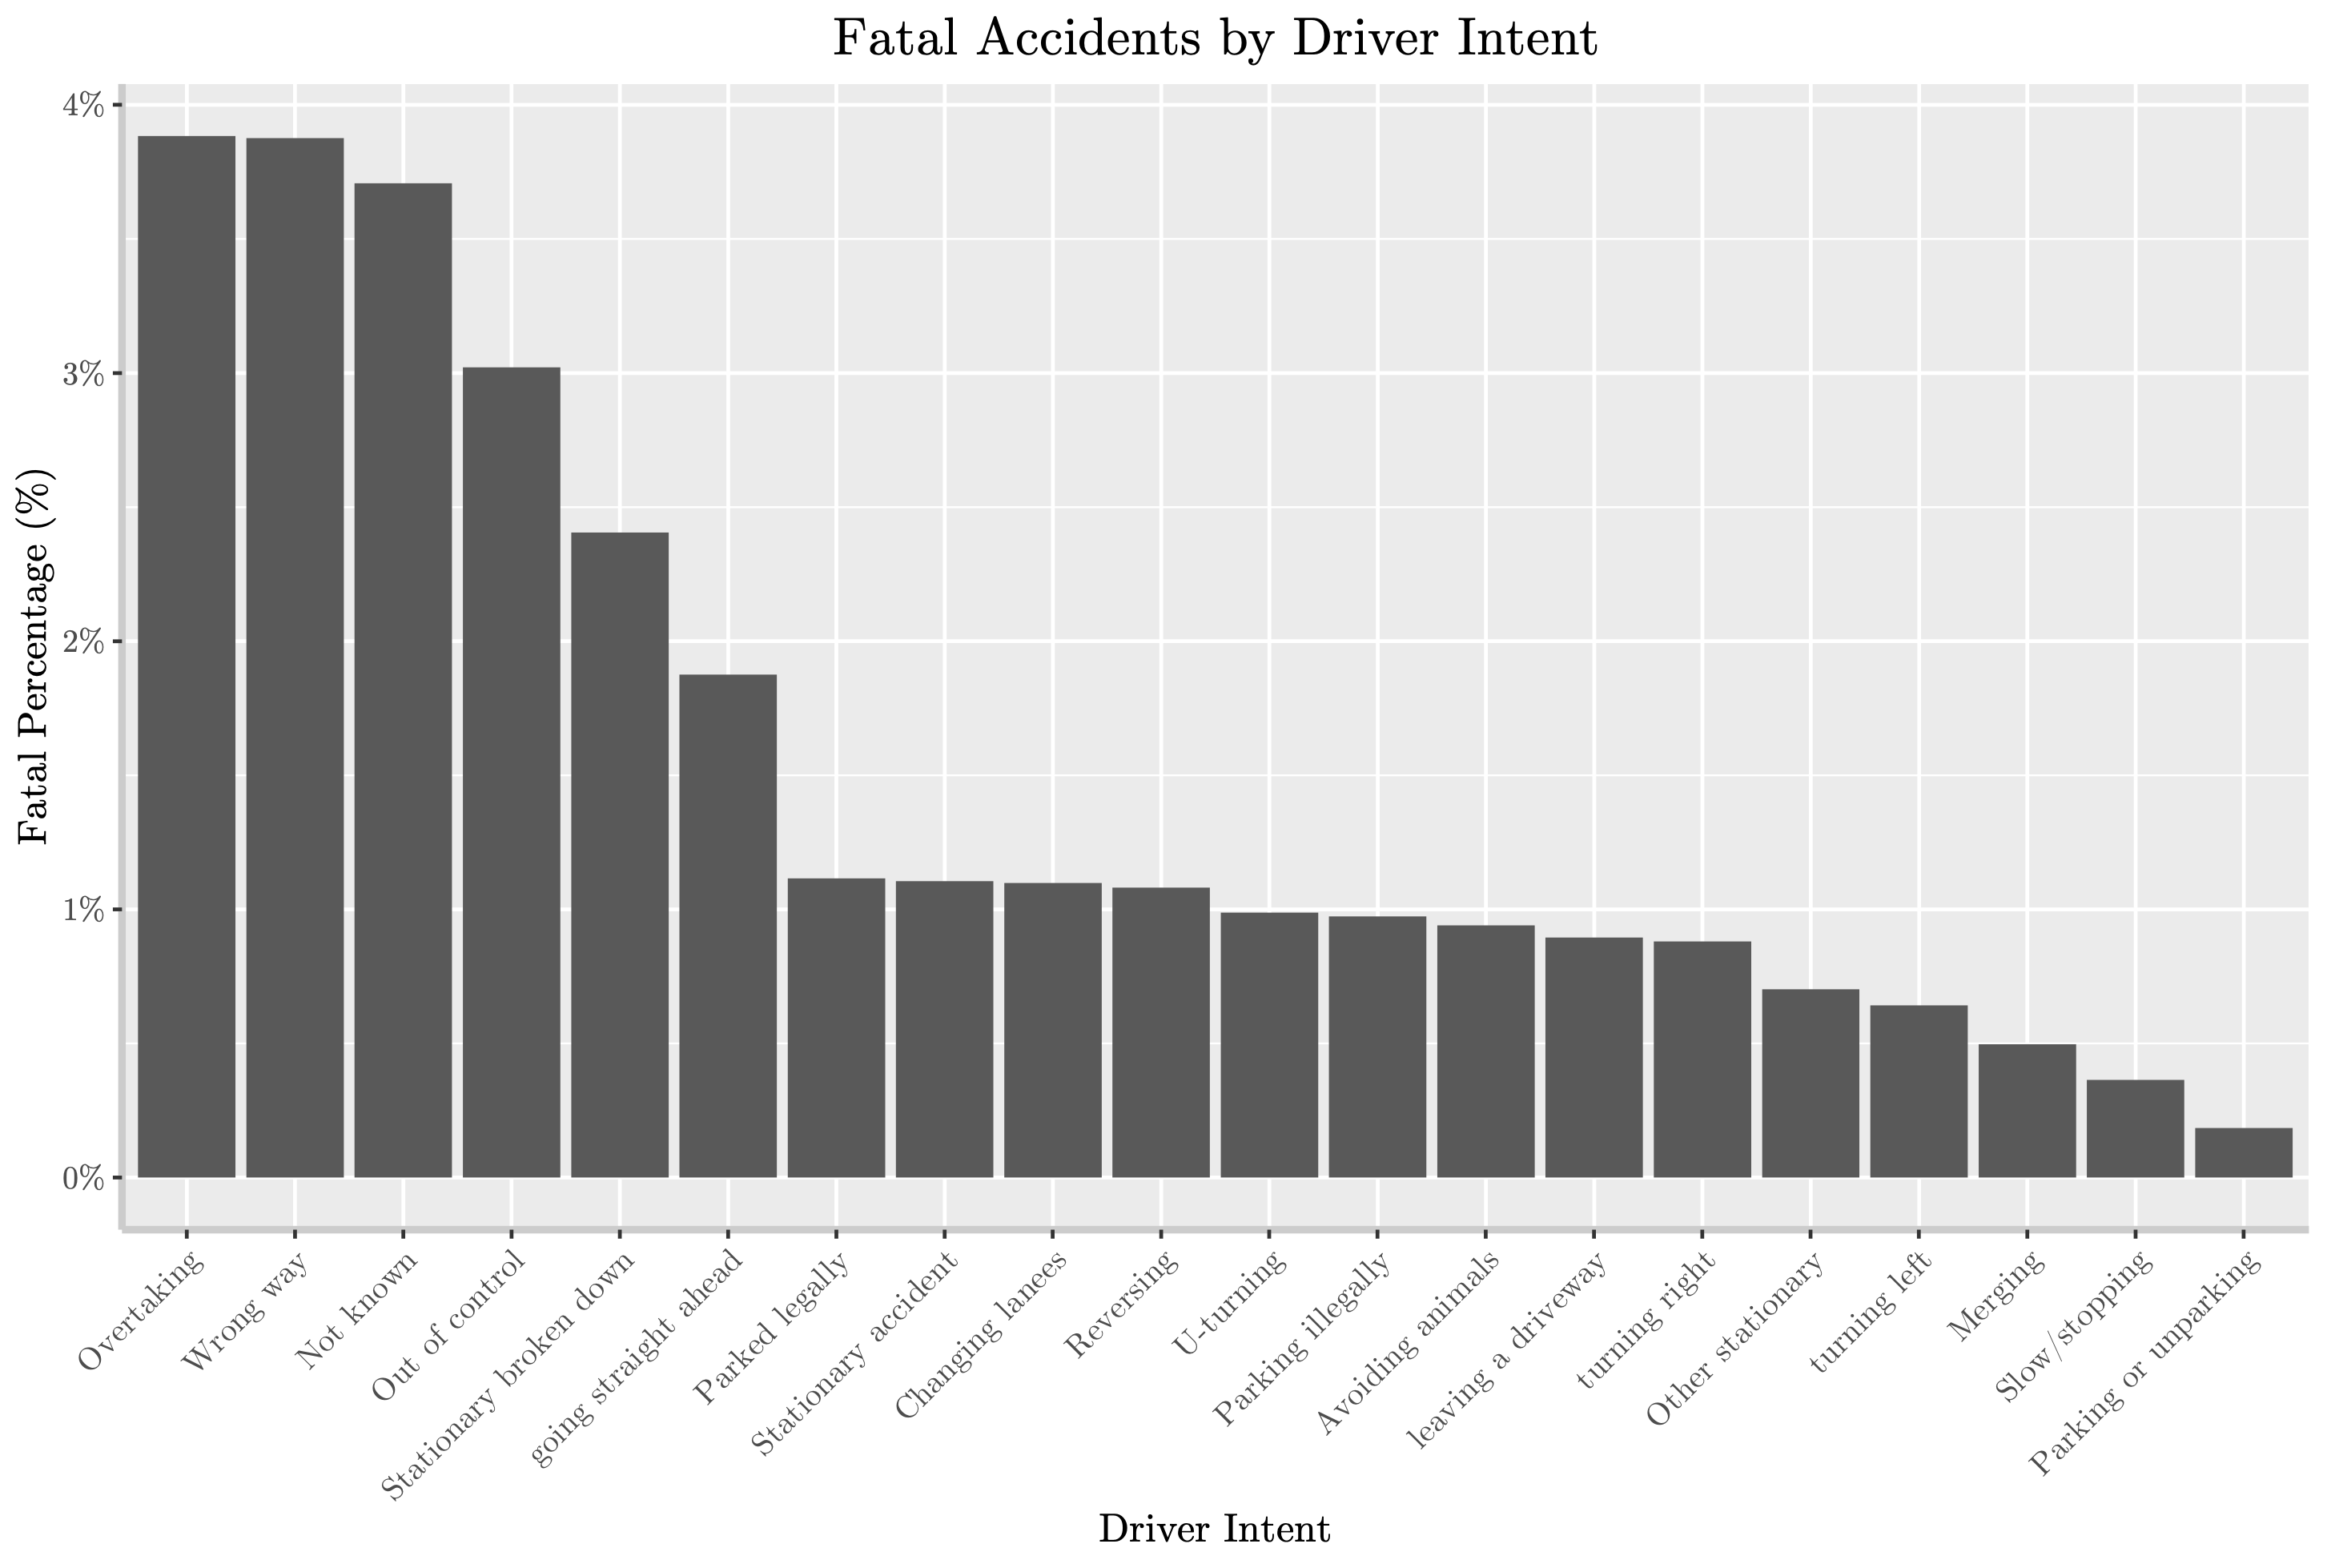 Fatal Accidents by Driver Intent
Fatal Percentage (%)
4%
3%
2%
1%
0%
Overtaking
Wrong way
Not known
Out of control
Stationary broken down
going straight ahead
Parked legally
Stationary accident
Changing lanees
Reversing
U-turning
Parking illegally
Avoiding animals
leaving a driveway
turning right
Other stationary
turning left
Merging
Slow/stopping
Parking or unparking
Driver Intent